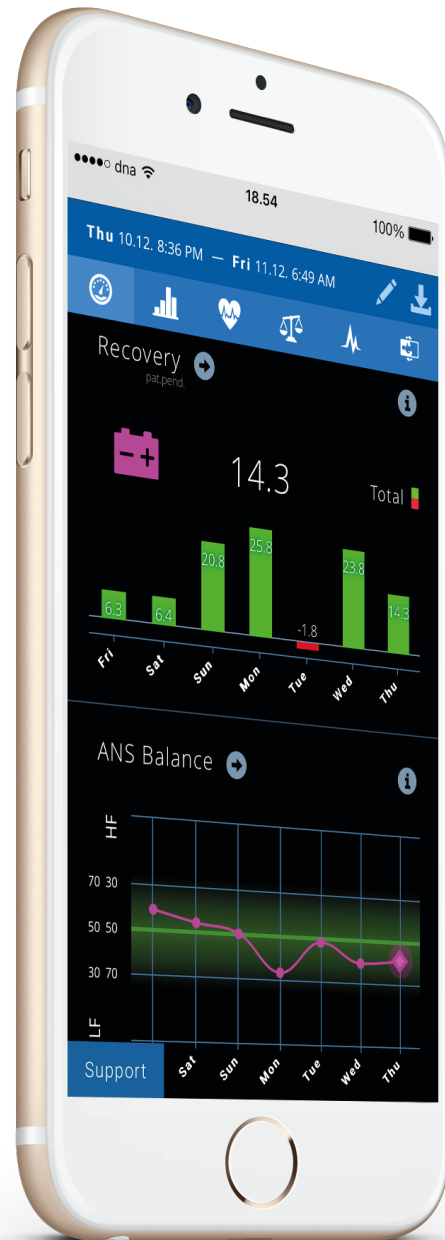 dna
18.54
100%
Thu 10.12. 8:36 PM — Fri 11.12. 6:49 AM
Recovery
pat.pend.
i
14.3
Total
6.3 6.4 20.8 25.8 -1.8 23.8 14.3
Fri Sat Sun Mon Tue Wed Thu
ANS Balance
i
HF
70 30
50 50
30 70
LF
Support
Sat Sun Mon Tue Wed Thu